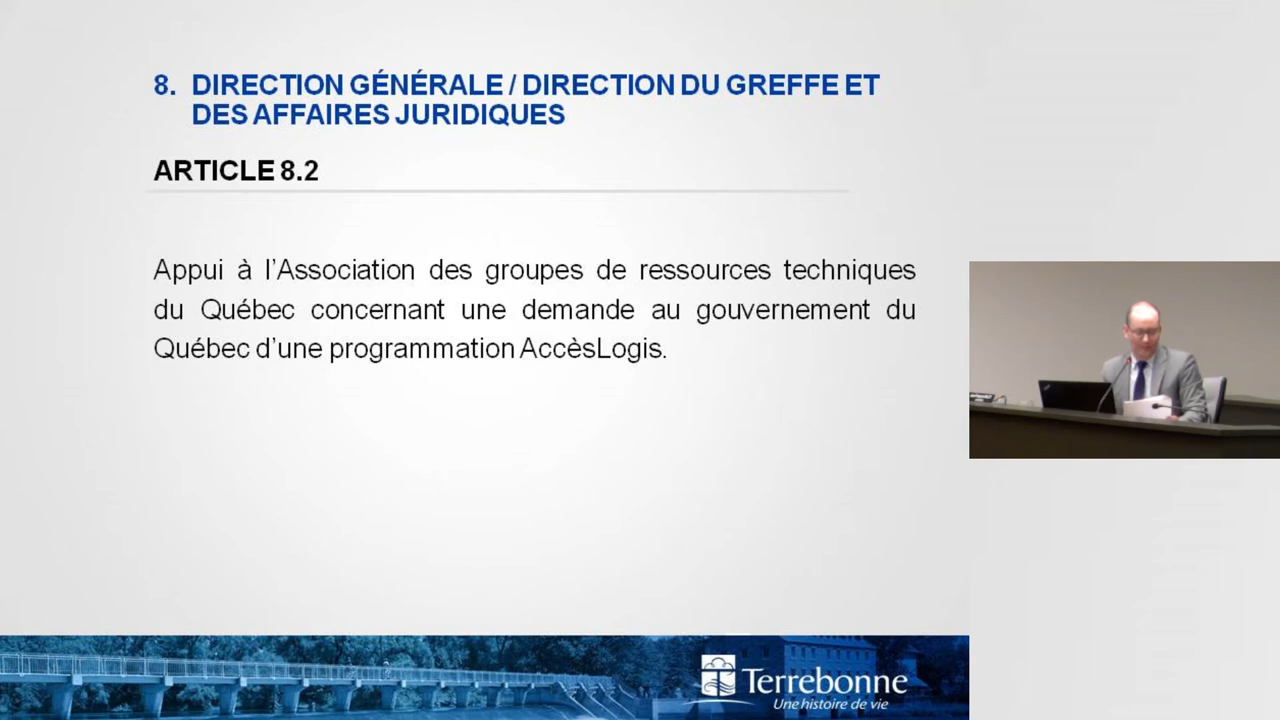 8. DIRECTION GÉNÉRALE / DIRECTION DU GREFFE ET
DES AFFAIRES JURIDIQUES
ARTICLE 8.2
Appui à l’Association des groupes de ressources techniques
du Québec concernant une demande au gouvernement du
Québec d’une programmation AccèsLogis.
Terrebonne
Une histoire de vie